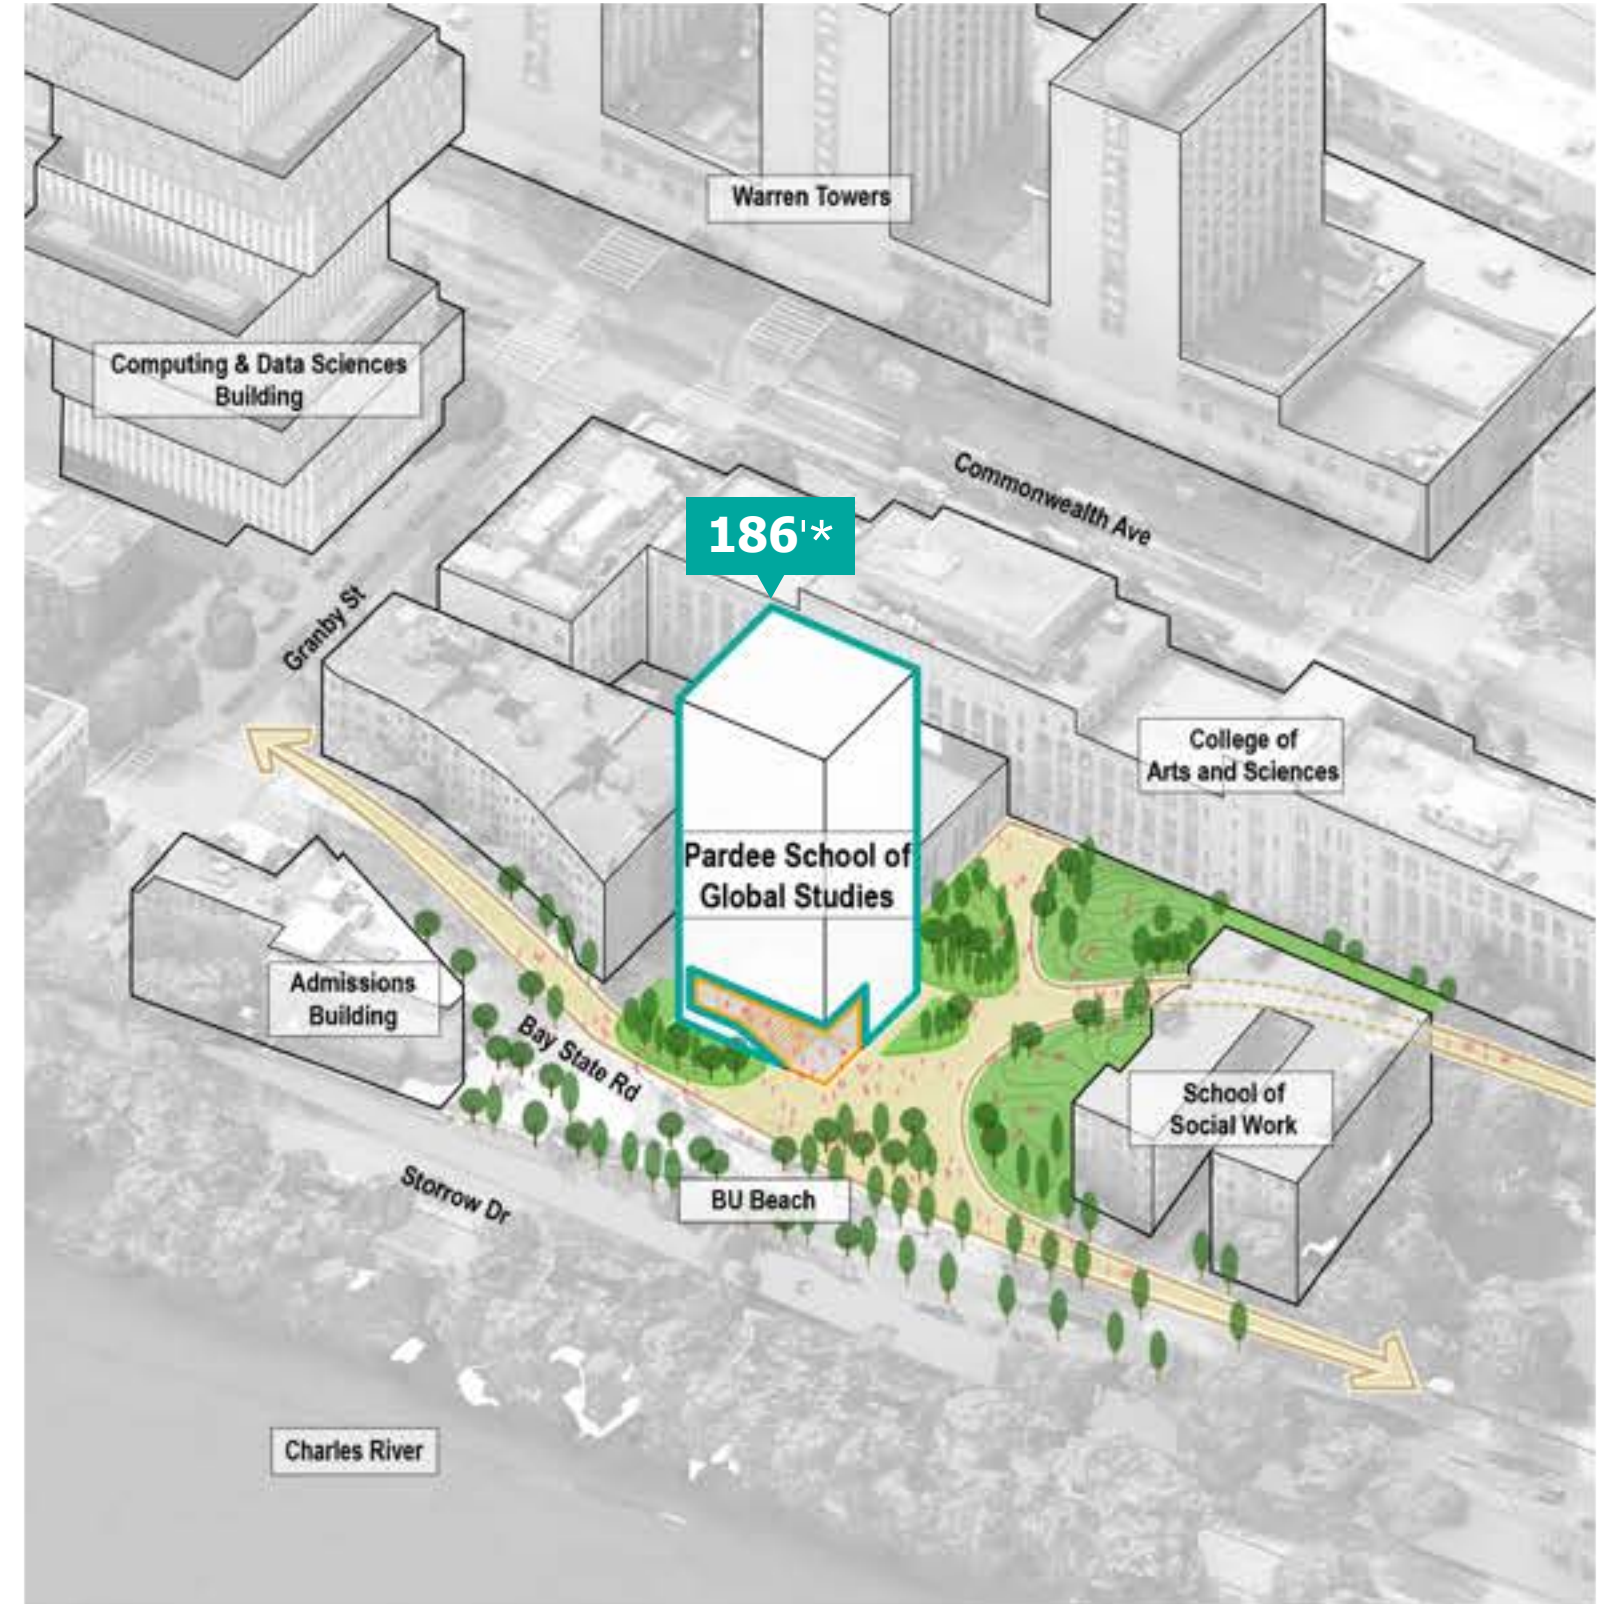 Warren Towers
Computing & Data Sciences
Building
Commonwealth Ave
186'*
Granby St
College of
Arts and Sciences
Pardee School of
Global Studies
Admissions
Building
Bay State Rd
School of
Social Work
Storrow Dr
BU Beach
Charles River